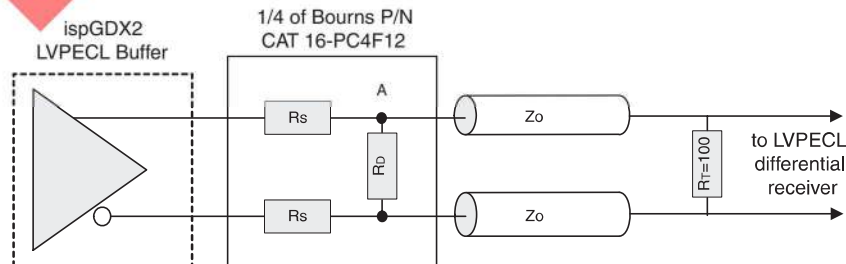 ispGDX2
LVPECL Buffer
1/4 of Bourns P/N
CAT 16-PC4F12
A
Rs
RD
Rs
Zo
Zo
RT=100
to LVPECL
differential
receiver